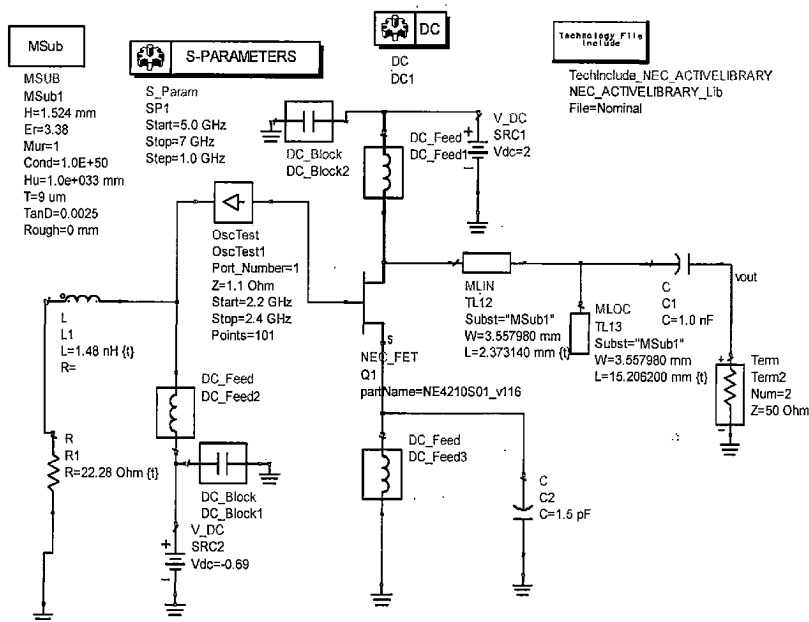 MSub
MSUB
MSub1
H=1.524 mm
Er=3.38
Mur=1
Cond=1.0E+50
Hu=1.0e+033 mm
T=9 um
TanD=0.0025
Rough=0 mm
S-PARAMETERS
S_Param
SP1
Start=5.0 GHz
Stop=7 GHz
Step=1.0 GHz
DC
DC
DC1
Technology File
Include
TechInclude_NEC_ACTIVELIBRARY
NEC_ACTIVELIBRARY_Lib
File=Nominal
DC_Block
DC_Block2
DC_Feed
DC_Feed1
+
-
V_DC
SRC1
Vdc=2
OscTest
OscTest1
Port_Number=1
Z=1.1 Ohm
Start=2.2 GHz
Stop=2.4 GHz
Points=101
L
L1
L=1.48 nH {t}
R=
R
R1
R=22.28 Ohm {t}
DC_Feed
DC_Feed2
DC_Block
DC_Block1
+
-
V_DC
SRC2
Vdc=-0.69
S
NEC_FET
Q1
partName=NE4210S01_v116
DC_Feed
DC_Feed3
C
C2
C=1.5 pF
MLIN
TL12
Subst="MSub1"
W=3.557980 mm
L=2.373140 mm {t}
MLOC
TL13
Subst="MSub1"
W=3.557980 mm
L=15.206200 mm {t}
C
C1
C=1.0 nF
vout
+
-
Term
Term2
Num=2
Z=50 Ohm